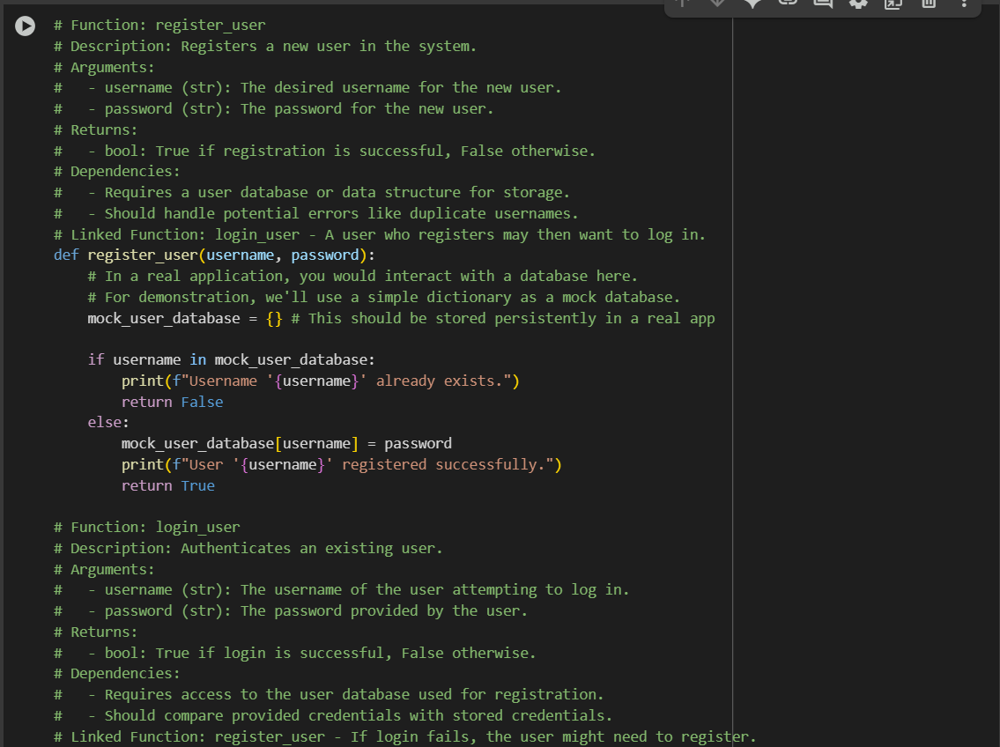 # Function: register_user
# Description: Registers a new user in the system.
# Arguments:
#   - username (str): The desired username for the new user.
#   - password (str): The password for the new user.
# Returns:
#   - bool: True if registration is successful, False otherwise.
# Dependencies:
#   - Requires a user database or data structure for storage.
#   - Should handle potential errors like duplicate usernames.
# Linked Function: login_user - A user who registers may then want to log in.
def register_user(username, password):
    # In a real application, you would interact with a database here.
    # For demonstration, we'll use a simple dictionary as a mock database.
    mock_user_database = {} # This should be stored persistently in a real app

    if username in mock_user_database:
        print(f"Username '{username}' already exists.")
        return False
    else:
        mock_user_database[username] = password
        print(f"User '{username}' registered successfully.")
        return True

# Function: login_user
# Description: Authenticates an existing user.
# Arguments:
#   - username (str): The username of the user attempting to log in.
#   - password (str): The password provided by the user.
# Returns:
#   - bool: True if login is successful, False otherwise.
# Dependencies:
#   - Requires access to the user database used for registration.
#   - Should compare provided credentials with stored credentials.
# Linked Function: register_user - If login fails, the user might need to register.